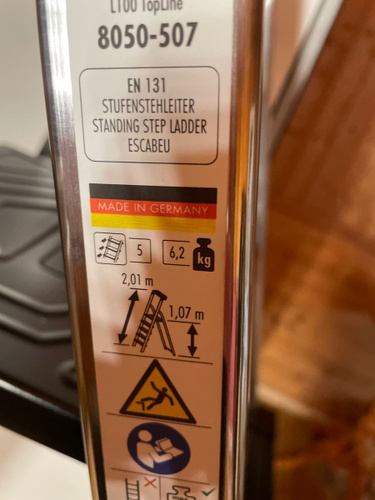 L100 TopLine
8050-507
EN 131
STUFENSTEHLEITER
STANDING STEP LADDER
ESCABEU
MADE IN GERMANY
5 6,2 kg
2,01 m
1,07 m